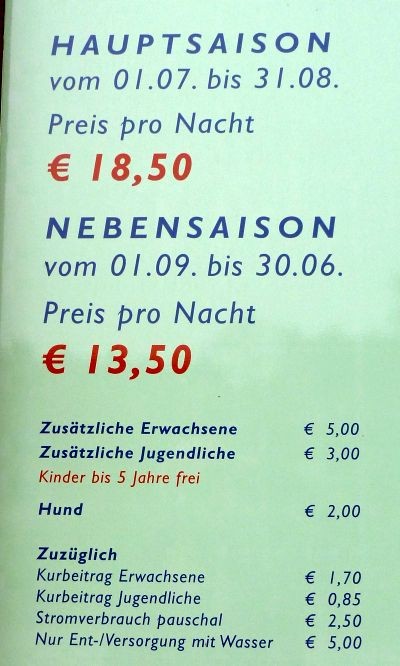 HAUPTSAISON
vom 01.07. bis 31.08.
Preis pro Nacht
€ 18,50
NEBENSAISON
vom 01.09. bis 30.06.
Preis pro Nacht
€ 13,50
Zusätzliche Erwachsene € 5,00
Zusätzliche Jugendliche € 3,00
Kinder bis 5 Jahre frei
Hund € 2,00
Zuzüglich
Kurbeitrag Erwachsene € 1,70
Kurbeitrag Jugendliche € 0,85
Stromverbrauch pauschal € 2,50
Nur Ent-/Versorgung mit Wasser € 5,00